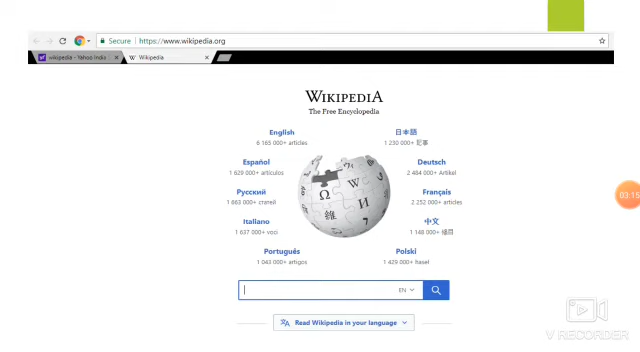 Secure | https://www.wikipedia.org
wikipedia - Yahoo India
Wikipedia
WIKIPEDIA
The Free Encyclopedia
English
6 165 000+ articles
日本語
1 230 000+ 記事
Español
1 629 000+ artículos
Deutsch
2 484 000+ Artikel
Русский
1 663 000+ статей
Français
2 252 000+ articles
Italiano
1 637 000+ voci
中文
1 148 000+ 條目
Português
1 043 000+ artigos
Polski
1 429 000+ haseł
EN
Read Wikipedia in your language
03:15
V RECORDER